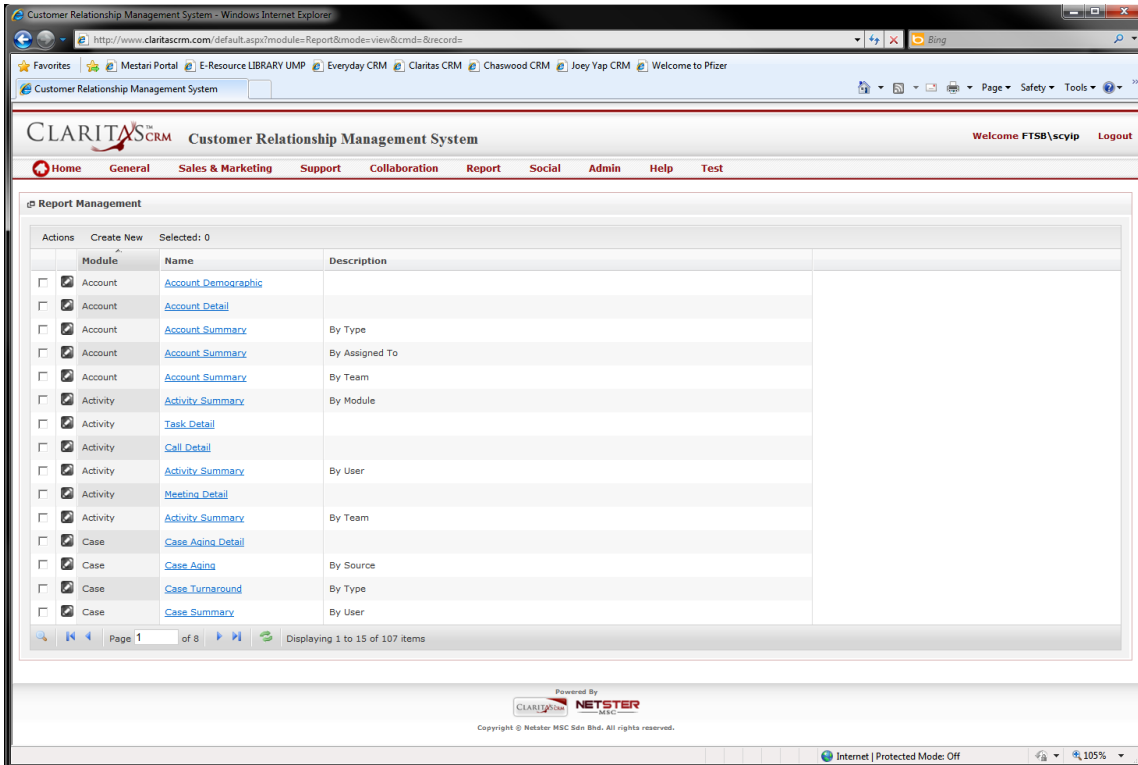 Customer Relationship Management System - Windows Internet Explorer
http://www.claritascrm.com/default.aspx?module=Report&mode=view&cmd=&record=
Bing
Favorites Mestari Portal E-Resource LIBRARY UMP Everyday CRM Claritas CRM Chaswood CRM Joey Yap CRM Welcome to Pfizer
Customer Relationship Management System
Page Safety Tools
CLARITAS™ CRM Customer Relationship Management System
Welcome FTSB\scyip Logout
Home General Sales & Marketing Support Collaboration Report Social Admin Help Test
Report Management
Actions Create New Selected: 0
Module Name Description
Account Account Demographic
Account Account Detail
Account Account Summary By Type
Account Account Summary By Assigned To
Account Account Summary By Team
Activity Activity Summary By Module
Activity Task Detail
Activity Call Detail
Activity Activity Summary By User
Activity Meeting Detail
Activity Activity Summary By Team
Case Case Aging Detail
Case Case Aging By Source
Case Case Turnaround By Type
Case Case Summary By User
Page 1 of 8 Displaying 1 to 15 of 107 items
Powered By
CLARITAS CRM NETSTER
MSC
Copyright © Netster MSC Sdn Bhd. All rights reserved.
Internet | Protected Mode: Off 105%